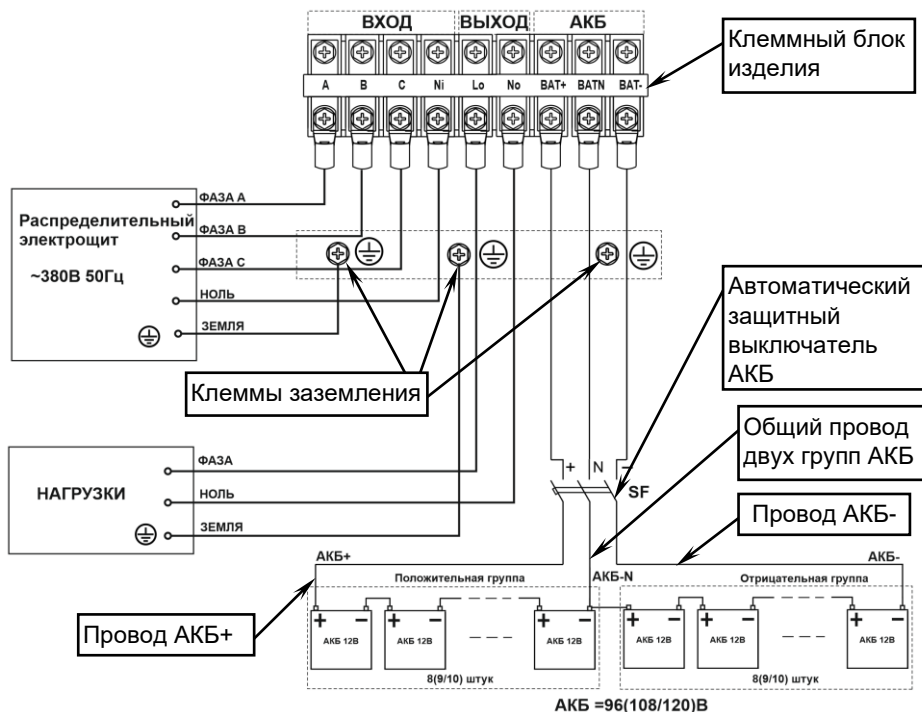 ВХОД ВЫХОД АКБ
Клеммный блок
изделия
A B C Ni Lo No BAT+ BATN BAT-
ФАЗА А
Распределительный
электрощит
ФАЗА В
~380В 50Гц
ФАЗА С
НОЛЬ
ЗЕМЛЯ
Автоматический
защитный
выключатель
АКБ
Клеммы заземления
Общий провод
двух групп АКБ
НАГРУЗКИ
ФАЗА
НОЛЬ
ЗЕМЛЯ
+ N −
SF
Провод АКБ-
АКБ+
Положительная группа
АКБ-N
Отрицательная группа
АКБ-
Провод АКБ+
+ − + − + − + − + − + −
АКБ 12В АКБ 12В АКБ 12В АКБ 12В АКБ 12В АКБ 12В
8(9/10) штук 8(9/10) штук
АКБ =96(108/120)В